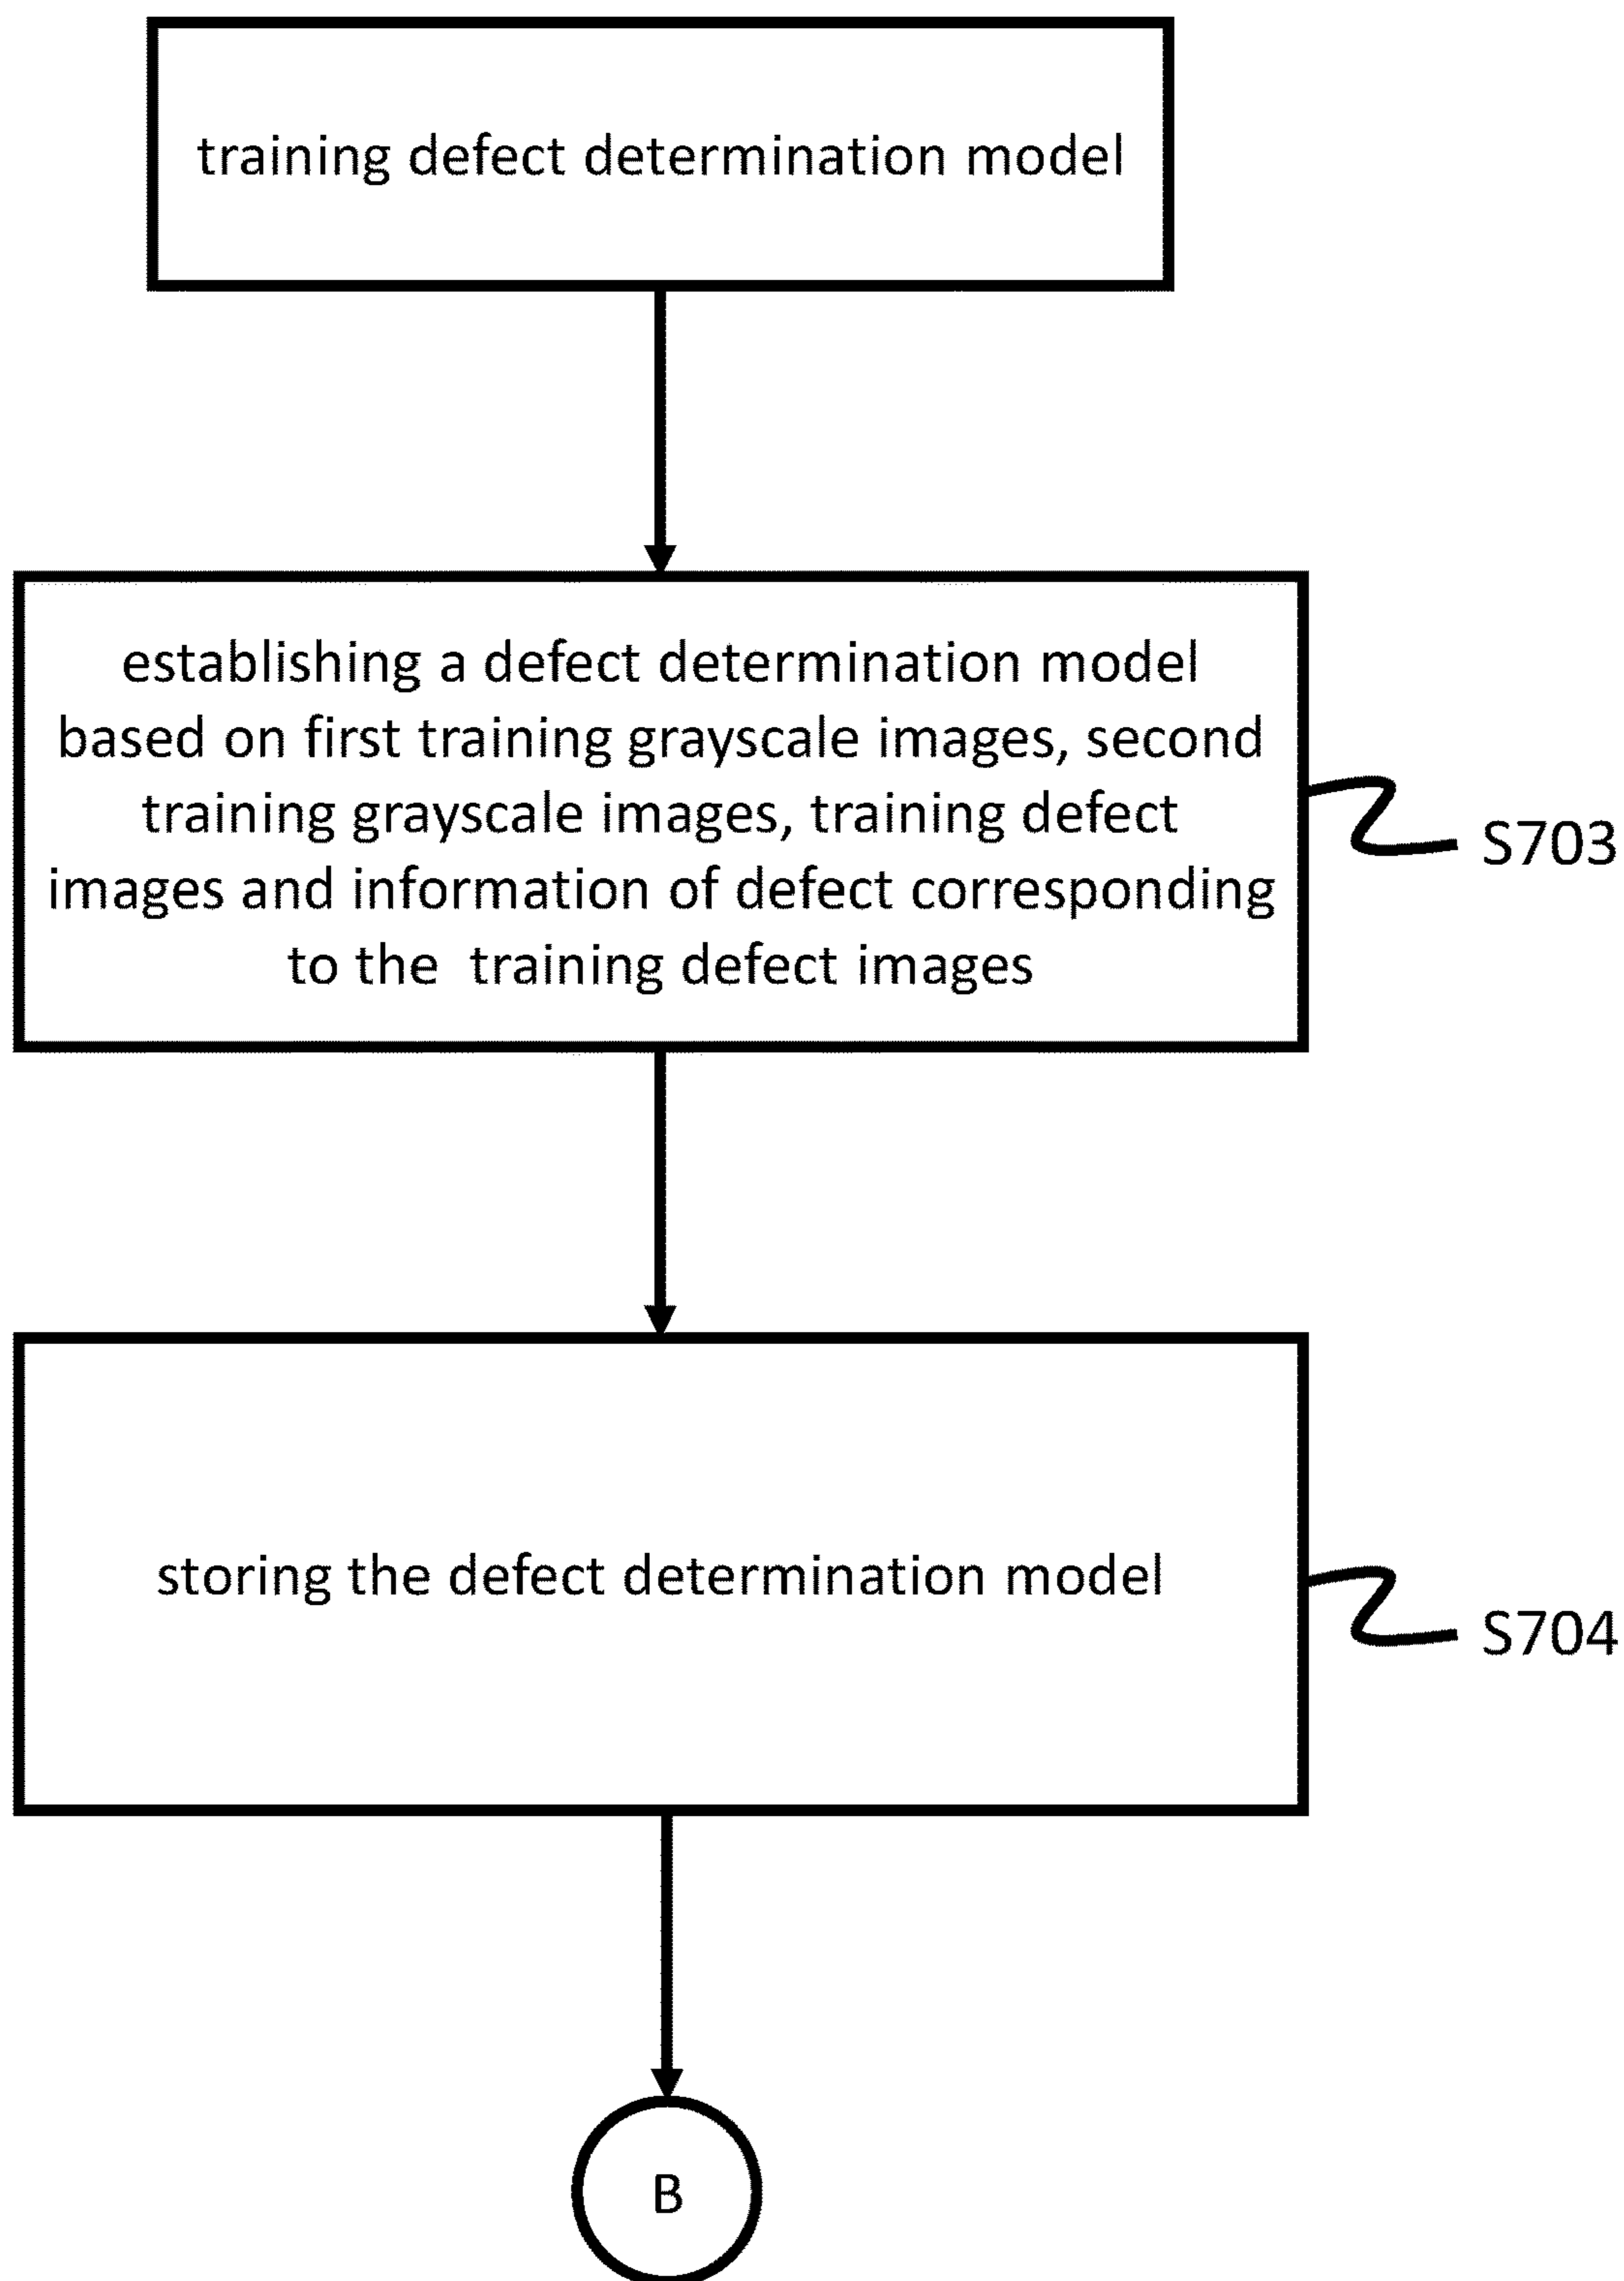 training defect determination model
establishing a defect determination model
based on first training grayscale images, second
training grayscale images, training defect
images and information of defect corresponding
to the training defect images
S703
storing the defect determination model
S704
B